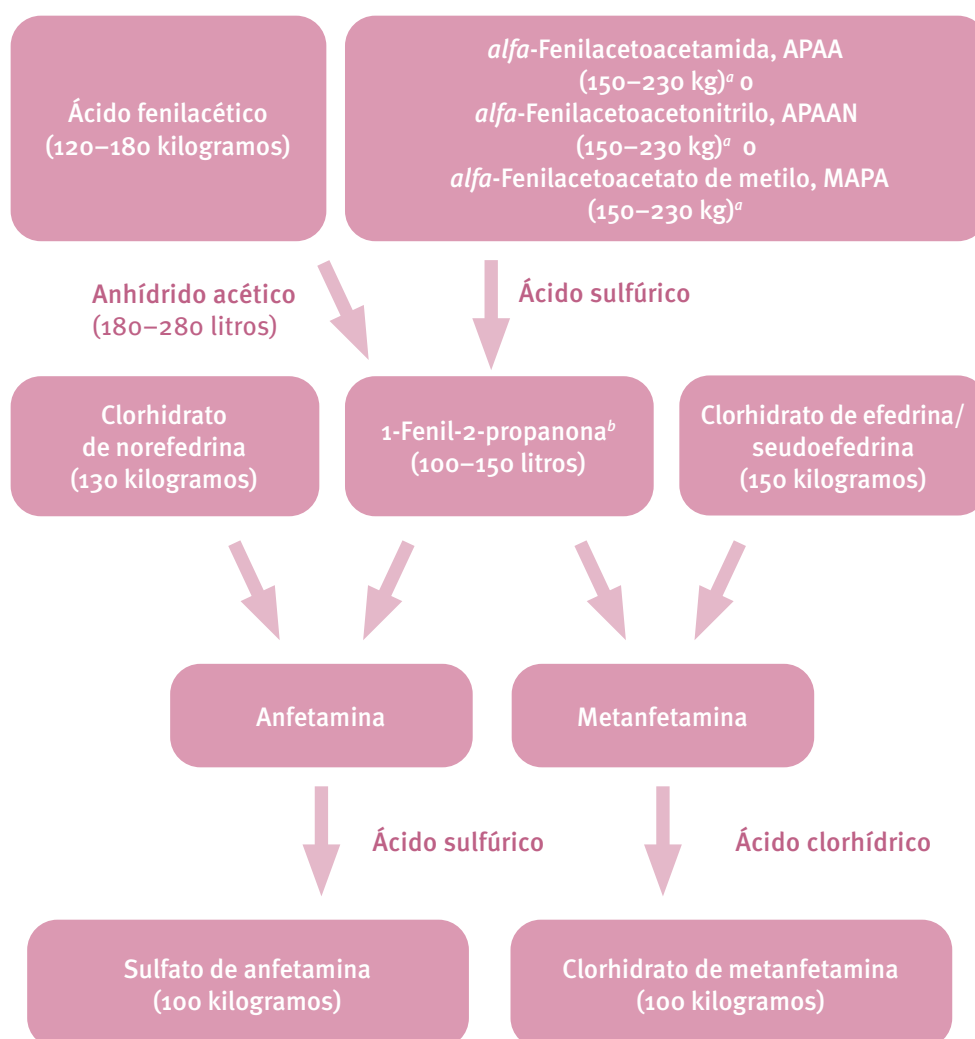 Ácido fenilacético
(120–180 kilogramos)
alfa-Fenilacetoacetamida, APAA
(150–230 kg)a o
alfa-Fenilacetoacetonitrilo, APAAN
(150–230 kg)a o
alfa-Fenilacetoacetato de metilo, MAPA
(150–230 kg)a
Anhídrido acético
(180–280 litros)
Ácido sulfúrico
Clorhidrato
de norefedrina
(130 kilogramos)
1-Fenil-2-propanonab
(100–150 litros)
Clorhidrato de efedrina/
seudoefedrina
(150 kilogramos)
Anfetamina
Metanfetamina
Ácido sulfúrico
Ácido clorhídrico
Sulfato de anfetamina
(100 kilogramos)
Clorhidrato de metanfetamina
(100 kilogramos)